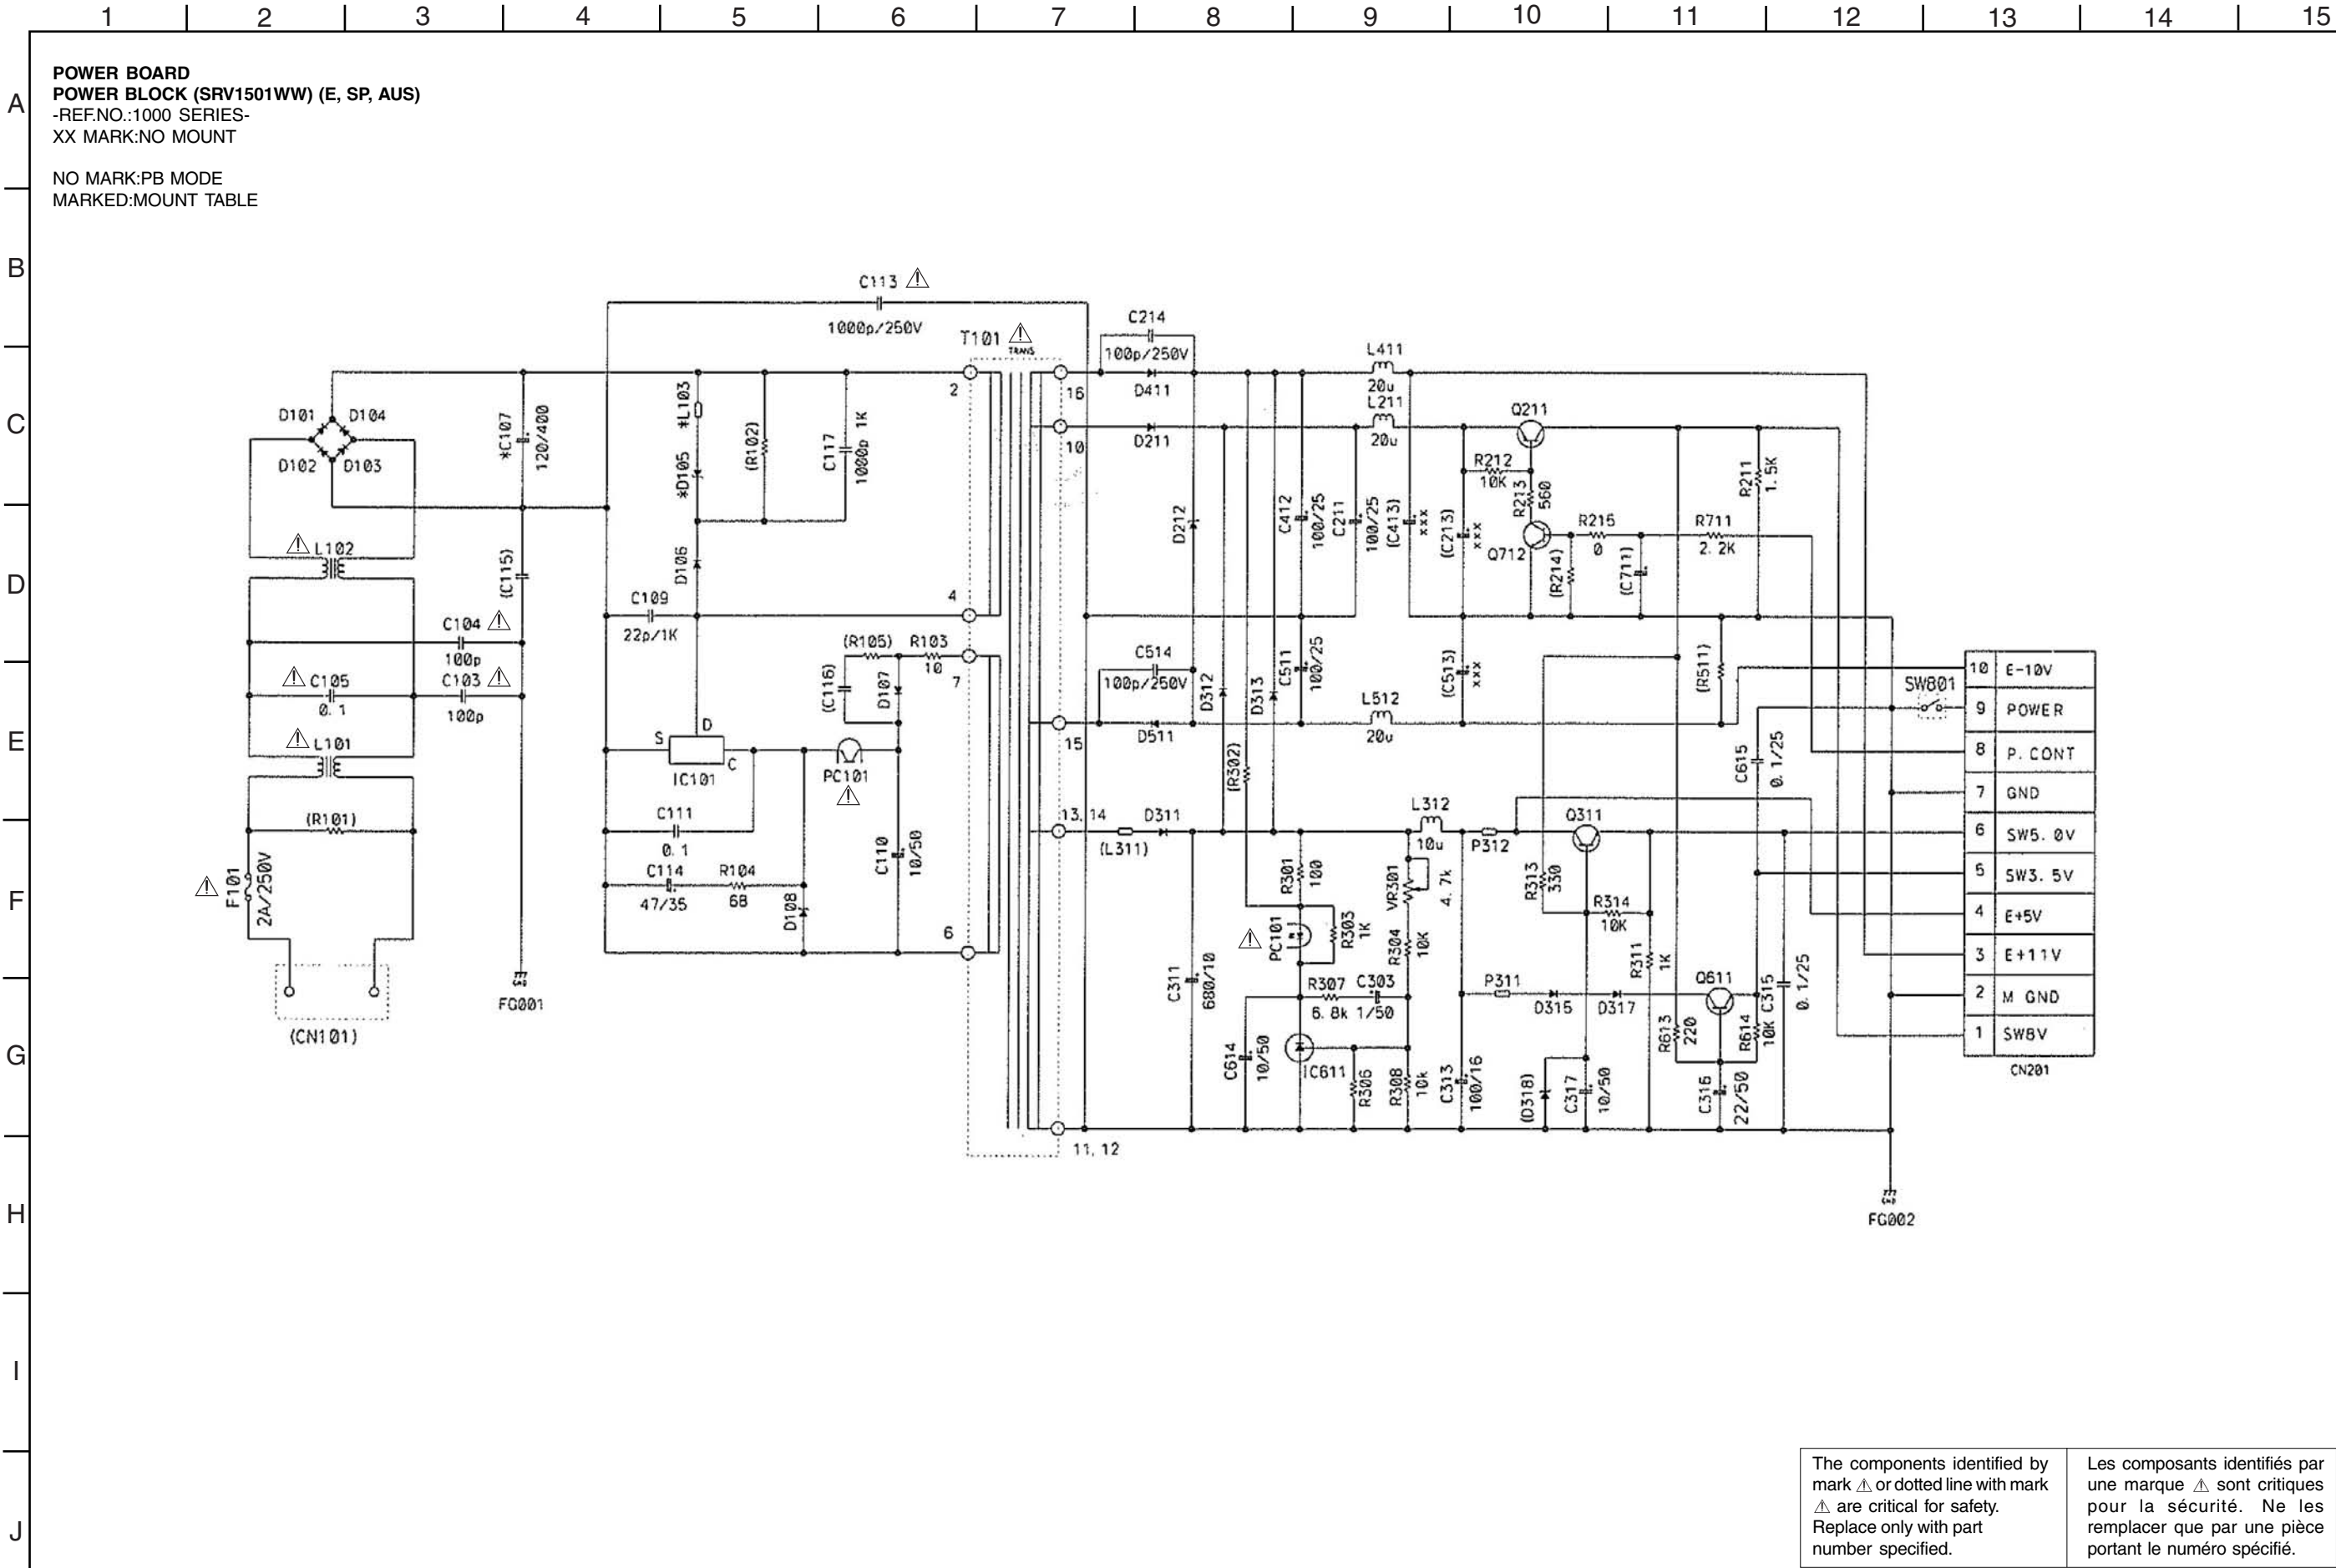 1 2 3 4 5 6 7 8 9 10 11 12 13 14 15
A
B
C
D
E
F
G
H
I
J
POWER BOARD
POWER BLOCK (SRV1501WW) (E, SP, AUS)
-REF.NO.:1000 SERIES-
XX MARK:NO MOUNT
NO MARK:PB MODE
MARKED:MOUNT TABLE
C113
1000p/250V
T101
TRANS
C214
100p/250V
D411
L411
20u
L211
20u
D211
Q211
2
16
10
D101 D104
D102 D103
*C107
120/400
*L103
*D105
(R102)
C117
1000p 1K
D106
R212
10K
R213
560
R211
1.5K
D212
C412
100/25
C211
100/25
(C413)
xxx
(C213)
xxx
Q712
R215
0
R711
2.2K
(R214)
(C711)
L102
(C115)
C109
22p/1K
4
C104
100p
(R105) R103
10
7
(C116)
D107
C105
0.1
C103
100p
C514
100p/250V
D312
D313
C511
100/25
(C513)
xxx
(R511)
L512
20u
15
D511
L101
S
D
C
IC101
PC101
(R302)
SW801
C615
0.1/25
10 E-10V
9 POWER
8 P.CONT
7 GND
6 SW5.0V
5 SW3.5V
4 E+5V
3 E+11V
2 M GND
1 SW8V
CN201
(R101)
C111
0.1
C110
10/50
13,14 D311
(L311)
L312
10u
P312
Q311
F101
2A/250V
C114
47/35
R104
68
D108
6
R301
100
VR301
4.7k
R313
330
R314
10K
PC101
R303
1K
R304
10K
R311
1K
C311
680/10
R307
6.8k
C303
1/50
P311
D315
D317
Q611
C315
0.1/25
(CN101)
FG001
C614
10/50
IC611
R306
R308
10k
C313
100/16
(D318)
C317
10/50
R613
220
R614
10K
C316
22/50
11,12
FG002
The components identified by
mark ⚠ or dotted line with mark
⚠ are critical for safety.
Replace only with part
number specified.
Les composants identifiés par
une marque ⚠ sont critiques
pour la sécurité. Ne les
remplacer que par une pièce
portant le numéro spécifié.